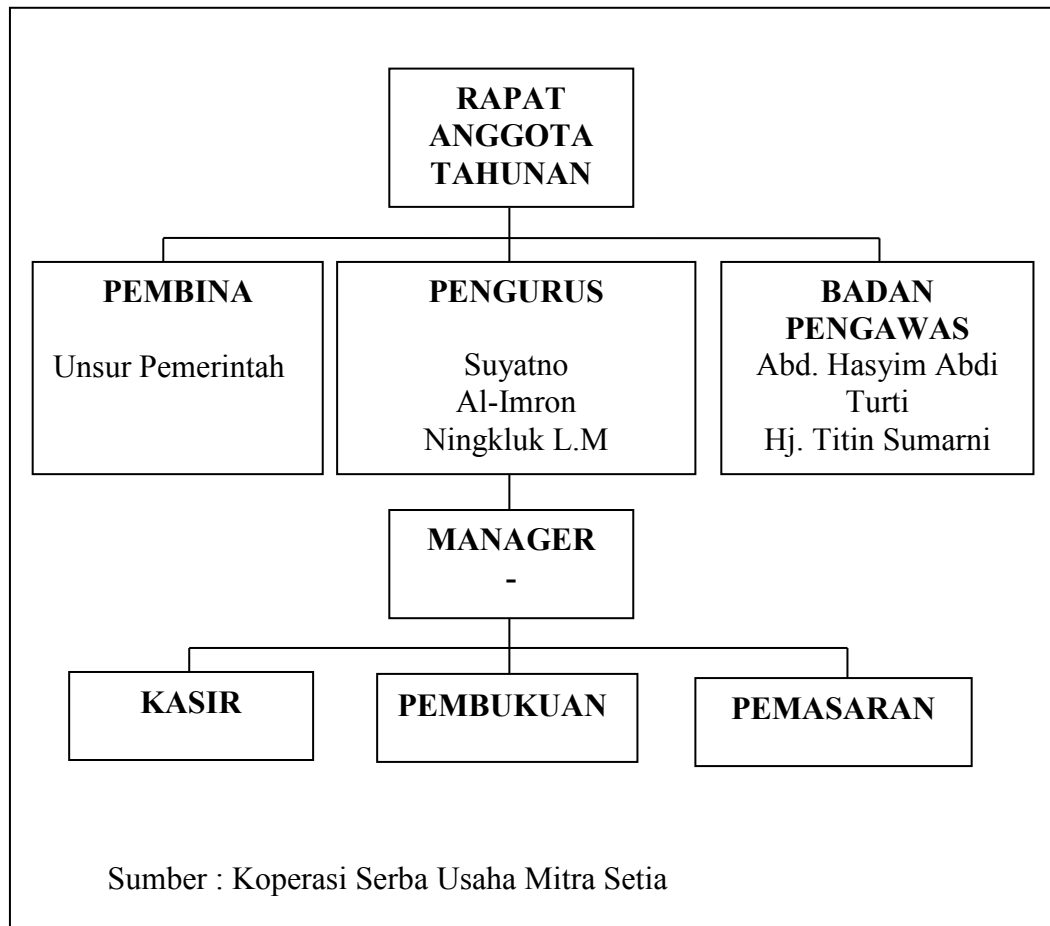 RAPAT
ANGGOTA
TAHUNAN
PEMBINA
Unsur Pemerintah
PENGURUS
Suyatno
Al-Imron
Ningkluk L.M
BADAN
PENGAWAS
Abd. Hasyim Abdi
Turti
Hj. Titin Sumarni
MANAGER
-
KASIR
PEMBUKUAN
PEMASARAN
Sumber : Koperasi Serba Usaha Mitra Setia